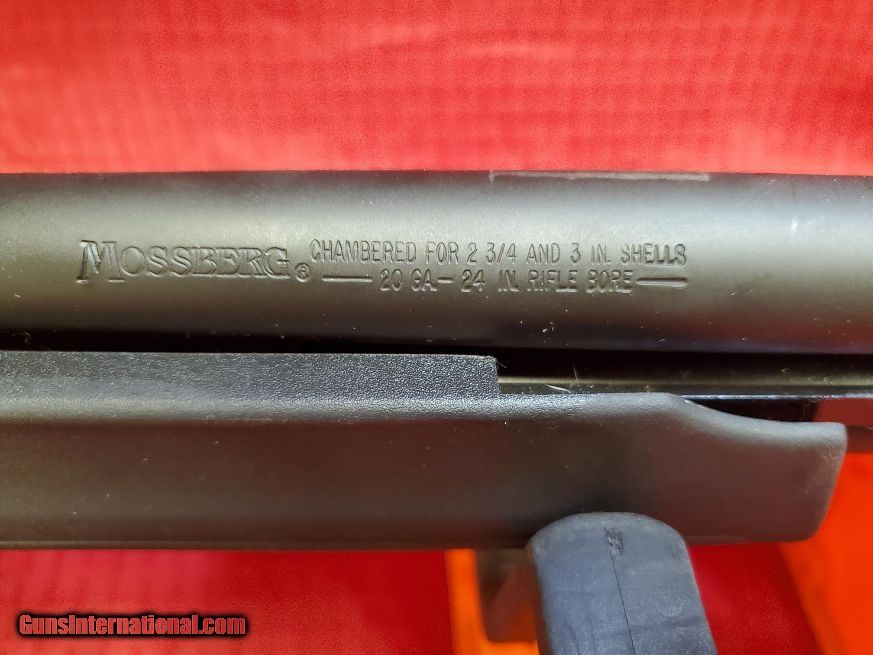 MOSSBERG® CHAMBERED FOR 2 3/4 AND 3 IN. SHELLS
20 GA-24 IN. RIFLE BORE
GunsInternational.com